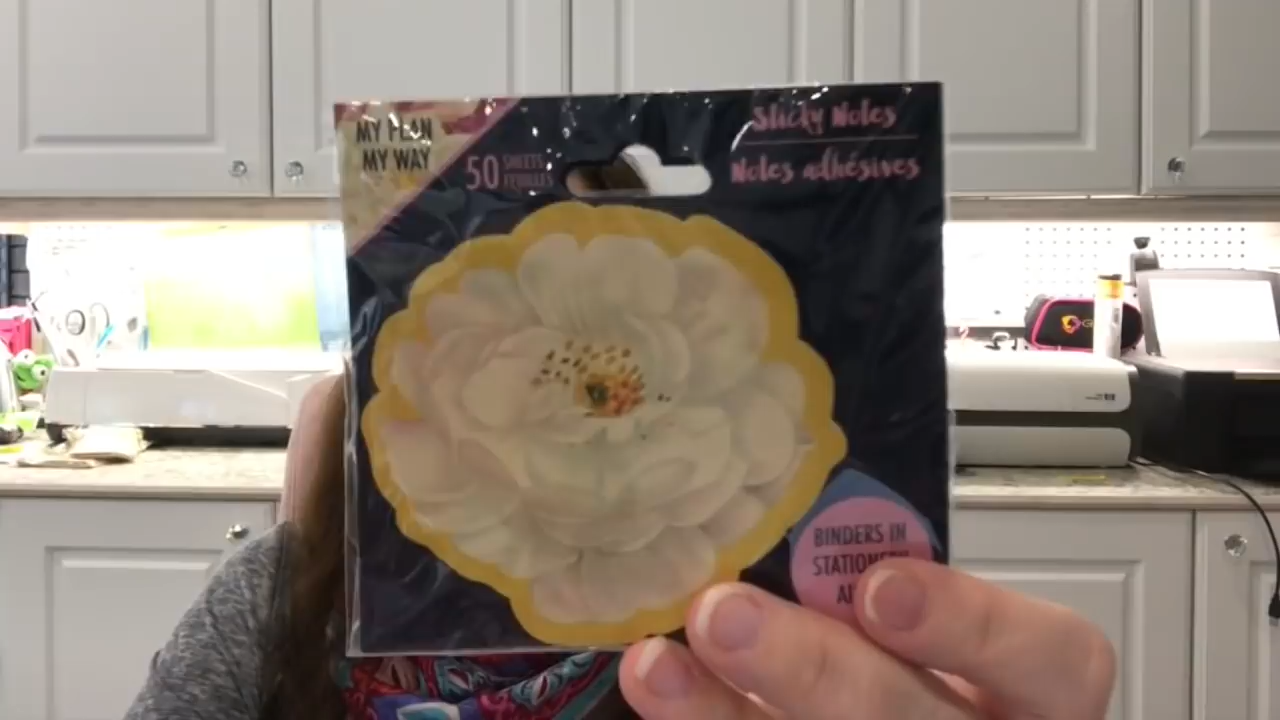 MY PLAN
MY WAY
50 SHEETS
FEUILLES
Sticky Notes
Notes adhésives
BINDERS IN